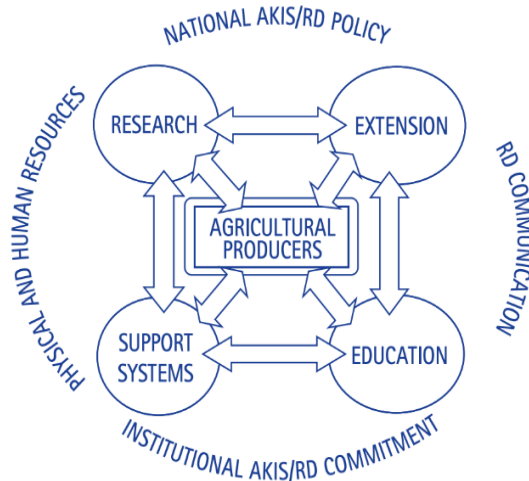 NATIONAL AKIS/RD POLICY
RESEARCH
EXTENSION
PHYSICAL AND HUMAN RESOURCES
RD COMMUNICATION
AGRICULTURAL
PRODUCERS
SUPPORT
SYSTEMS
EDUCATION
INSTITUTIONAL AKIS/RD COMMITMENT